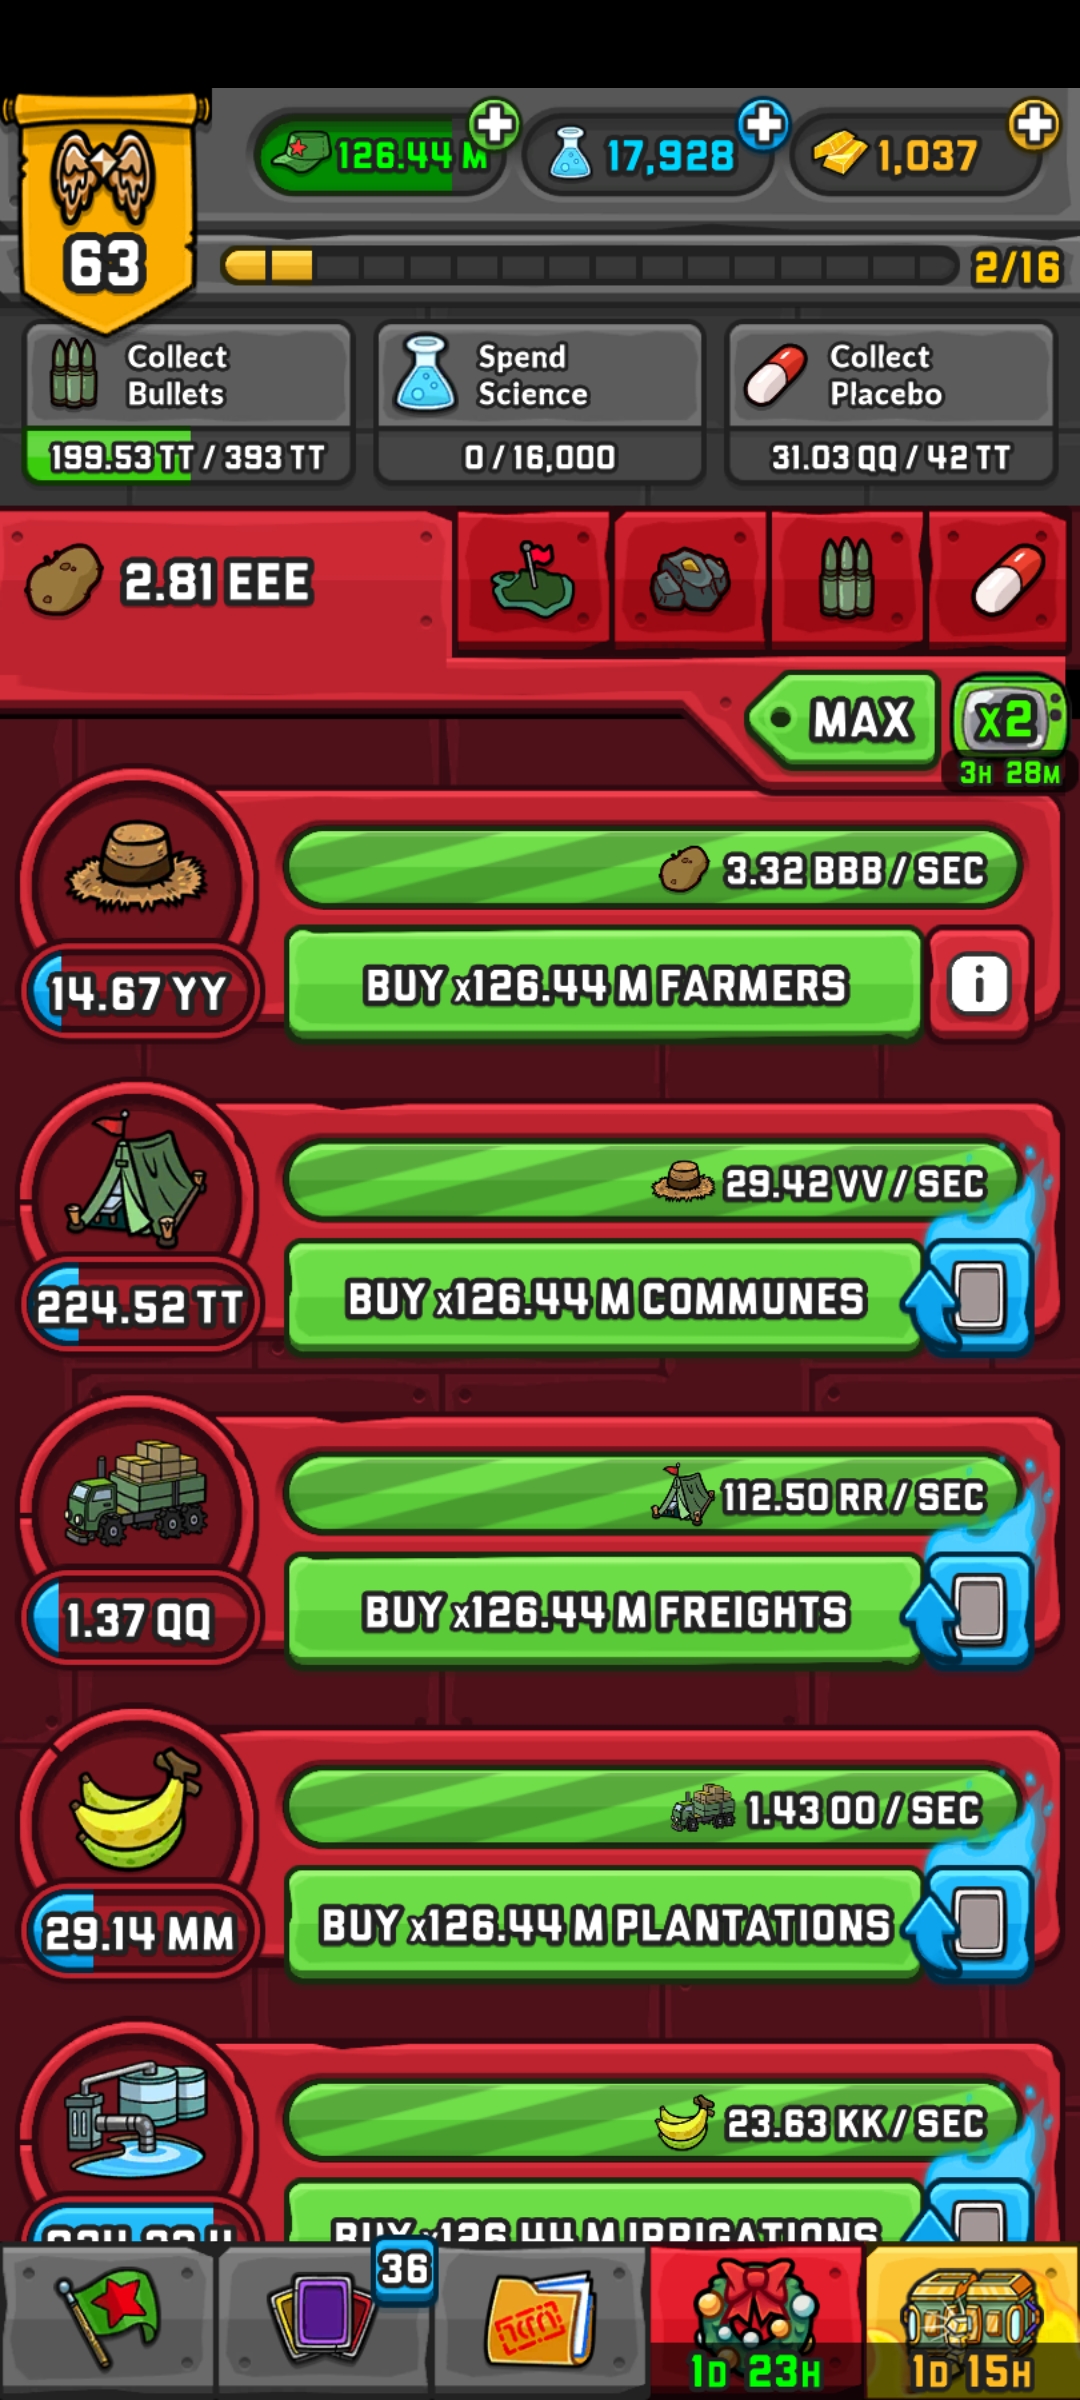 126.44 M
17,928
1,037
63
2/16
Collect
Bullets
Spend
Science
Collect
Placebo
199.53 TT / 393 TT
0 / 16,000
31.03 QQ / 42 TT
2.81 EEE
MAX
x2
3H 28M
3.32 BBB / SEC
14.67 YY
BUY x126.44 M FARMERS
i
29.42 VV / SEC
224.52 TT
BUY x126.44 M COMMUNES
112.50 RR / SEC
1.37 QQ
BUY x126.44 M FREIGHTS
1.43 OO / SEC
29.14 MM
BUY x126.44 M PLANTATIONS
23.63 KK / SEC
BUY x126.44 M IRRIGATIONS
36
1D 23H
1D 15H